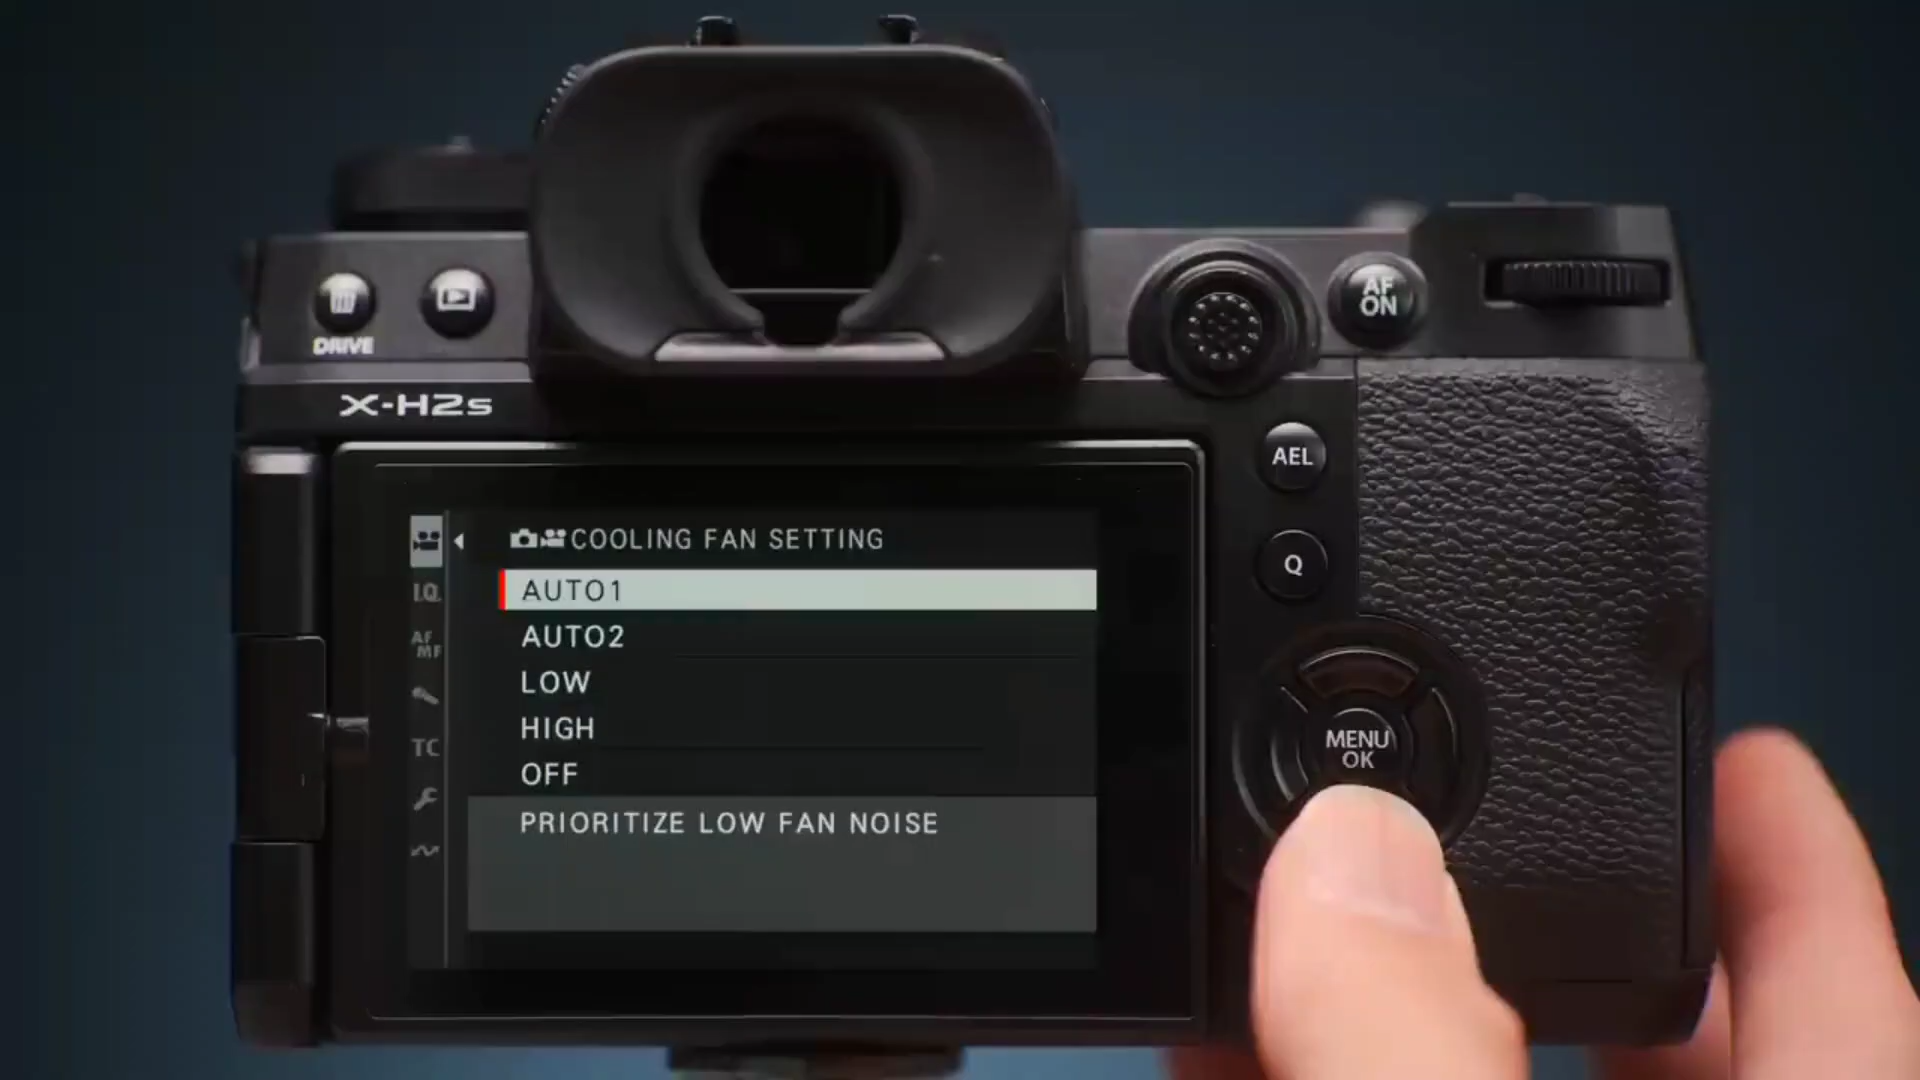 AF
ON
DRIVE
X-H2S
AEL
COOLING FAN SETTING
I.Q.
AUTO1
Q
AF
MF
AUTO2
LOW
HIGH
TC
MENU
OK
OFF
PRIORITIZE LOW FAN NOISE